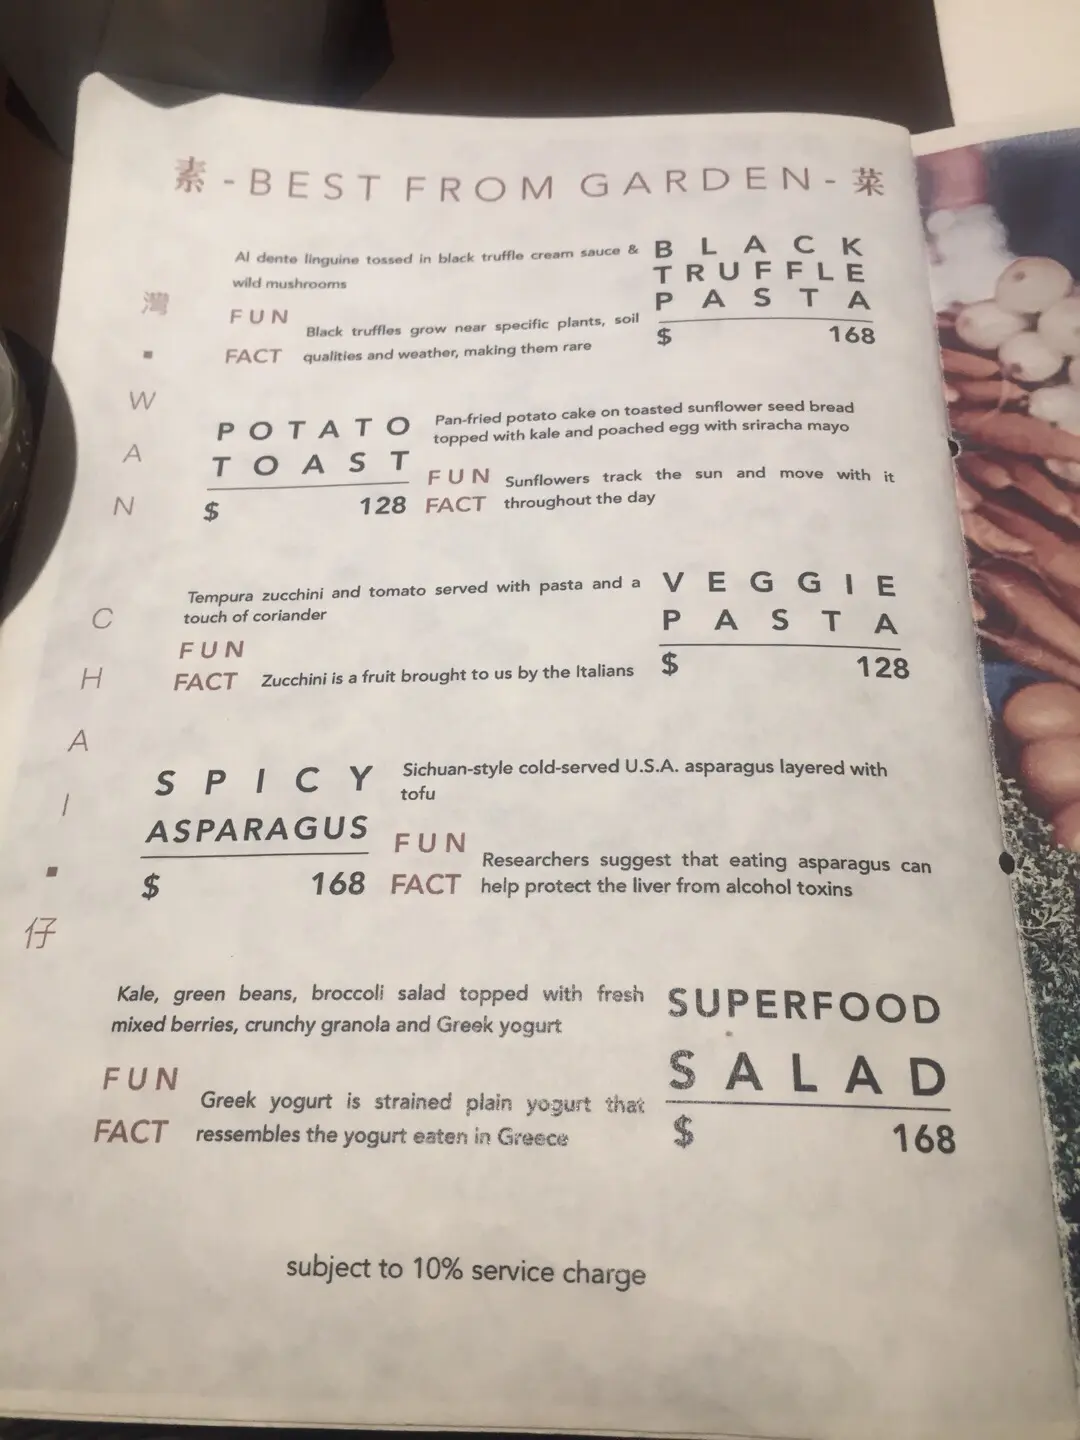 素 - BEST FROM GARDEN - 菜
灣 ▪ WAN CHAI ▪ 仔
Al dente linguine tossed in black truffle cream sauce &
wild mushrooms
FUN
FACT
Black truffles grow near specific plants, soil
qualities and weather, making them rare
BLACK
TRUFFLE
PASTA
$ 168
POTATO
TOAST
$ 128
Pan-fried potato cake on toasted sunflower seed bread
topped with kale and poached egg with sriracha mayo
FUN
FACT
Sunflowers track the sun and move with it
throughout the day
Tempura zucchini and tomato served with pasta and a
touch of coriander
FUN
FACT
Zucchini is a fruit brought to us by the Italians
VEGGIE
PASTA
$ 128
SPICY
ASPARAGUS
$ 168
Sichuan-style cold-served U.S.A. asparagus layered with
tofu
FUN
FACT
Researchers suggest that eating asparagus can
help protect the liver from alcohol toxins
Kale, green beans, broccoli salad topped with fresh
mixed berries, crunchy granola and Greek yogurt
FUN
FACT
Greek yogurt is strained plain yogurt that
ressembles the yogurt eaten in Greece
SUPERFOOD
SALAD
$ 168
subject to 10% service charge